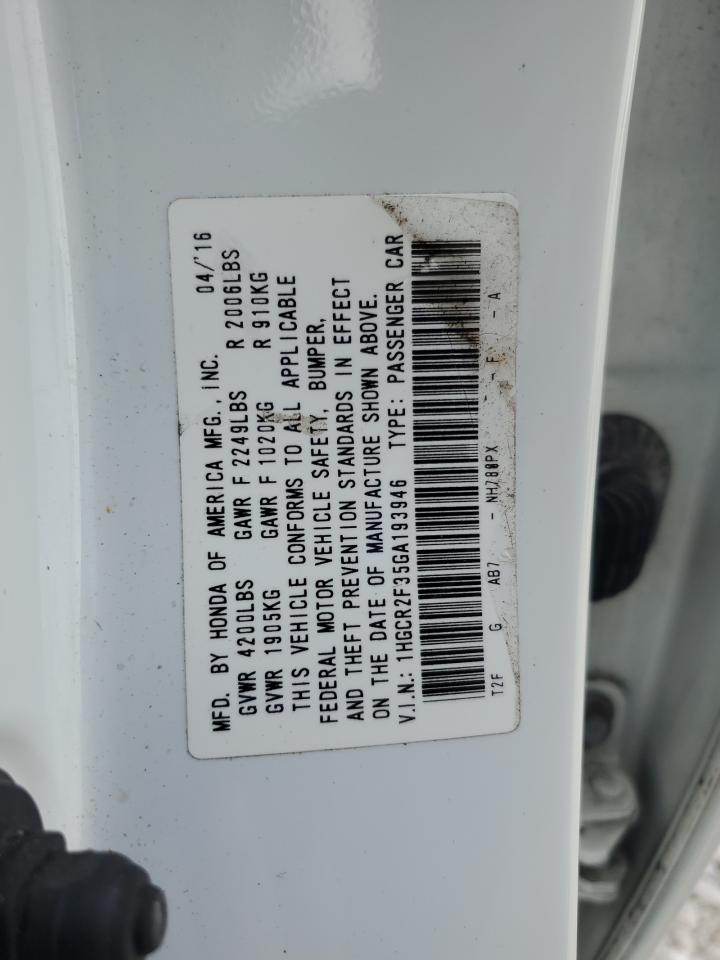 MFD. BY HONDA OF AMERICA MFG., INC. 04/'16
GVWR 4200LBS GAWR F 2249LBS R 2006LBS
GVWR 1905KG GAWR F 1020KG R 910KG
THIS VEHICLE CONFORMS TO ALL APPLICABLE
FEDERAL MOTOR VEHICLE SAFETY, BUMPER,
AND THEFT PREVENTION STANDARDS IN EFFECT
ON THE DATE OF MANUFACTURE SHOWN ABOVE.
V.I.N.: 1HGCR2F35GA193946 TYPE: PASSENGER CAR
T2F G AB7 - NH788PX - F - A